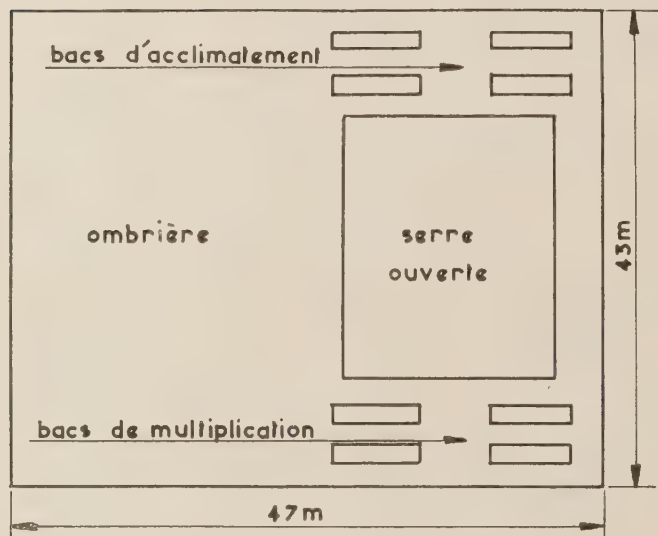 bacs d'acclimatement
ombrière
serre
ouverte
43m
bacs de multiplication
47m